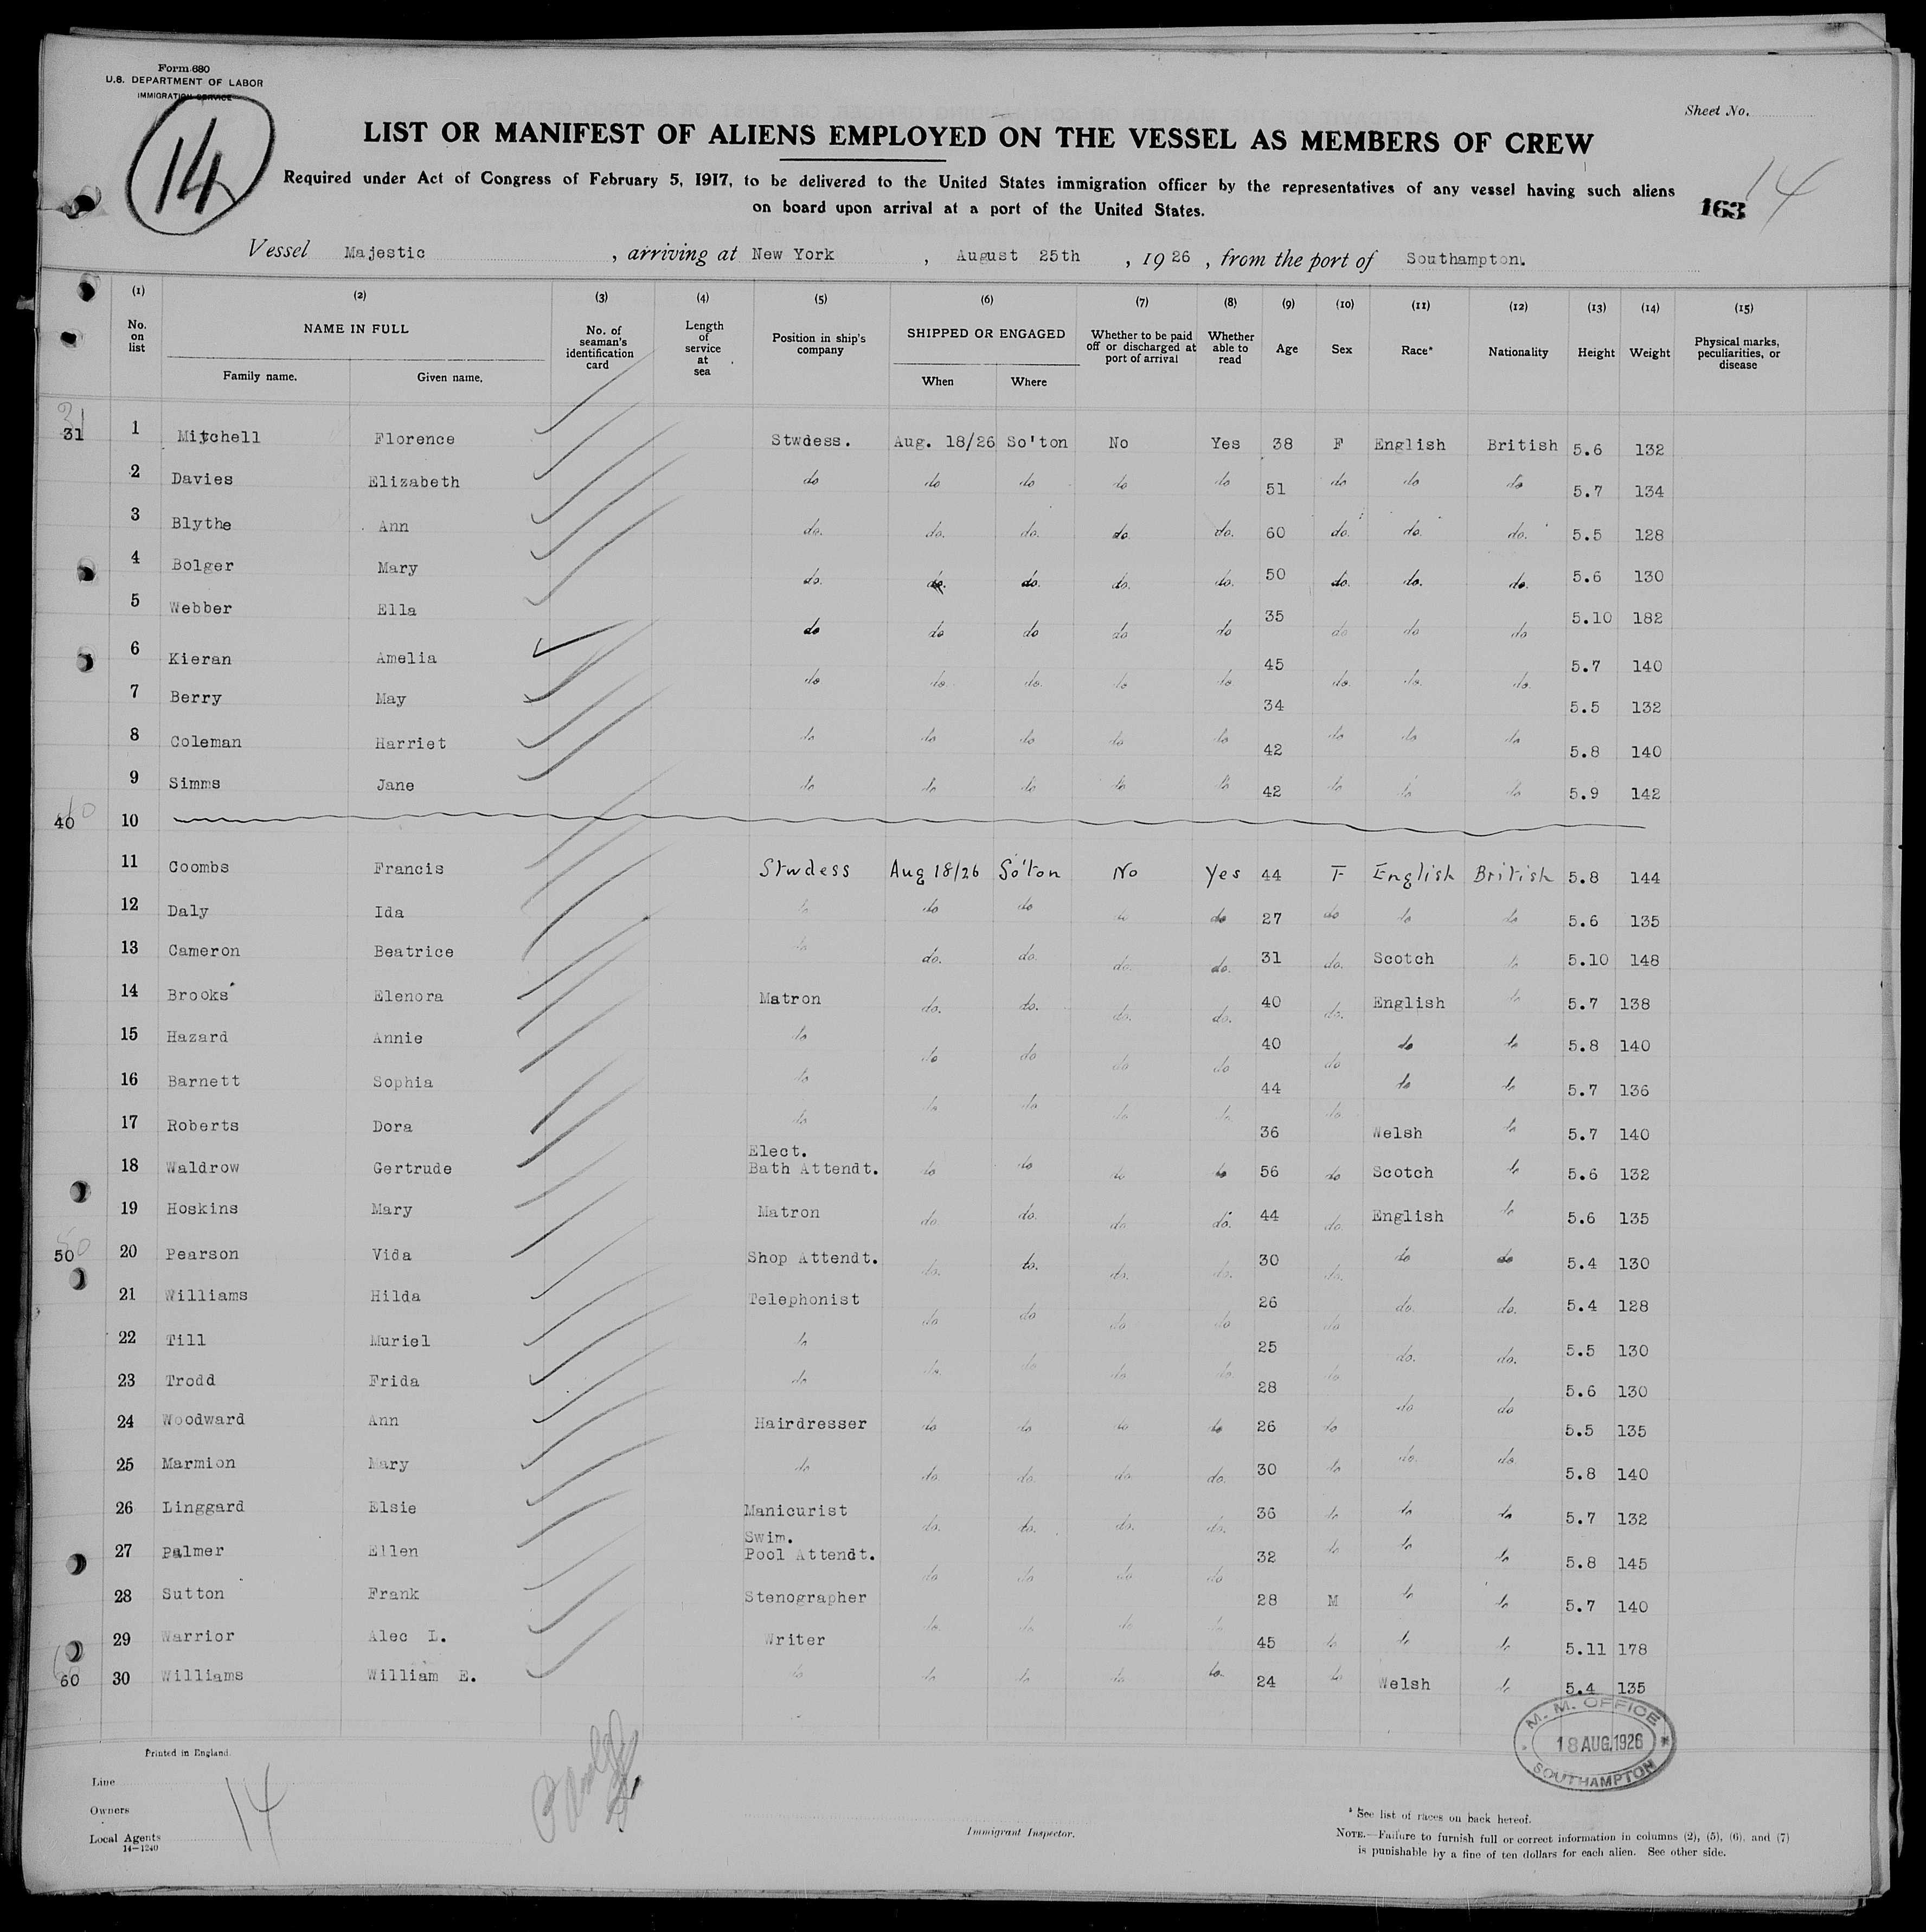 Form 680
U.S. DEPARTMENT OF LABOR
IMMIGRATION SERVICE
14
Sheet No.
LIST OR MANIFEST OF ALIENS EMPLOYED ON THE VESSEL AS MEMBERS OF CREW
Required under Act of Congress of February 5, 1917, to be delivered to the United States immigration officer by the representatives of any vessel having such aliens
on board upon arrival at a port of the United States.
163 14
Vessel Majestic , arriving at New York , August 25th , 1926 , from the port of Southampton.
(1) (2) (3) (4) (5) (6) (7) (8) (9) (10) (11) (12) (13) (14) (15)
No. on list NAME IN FULL Family name. Given name. No. of seaman's identification card Length of service at sea Position in ship's company SHIPPED OR ENGAGED When Where Whether to be paid off or discharged at port of arrival Whether able to read Age Sex Race* Nationality Height Weight Physical marks, peculiarities, or disease
31 1 Mitchell Florence Stwdess. Aug. 18/26 So'ton No Yes 38 F English British 5.6 132
2 Davies Elizabeth do do do do do 51 do do do 5.7 134
3 Blythe Ann do. do. do. do. do. 60 do. do. do. 5.5 128
4 Bolger Mary do. do. do. do. do. 50 do. do. do. 5.6 130
5 Webber Ella do do do do do 35 do do do 5.10 182
6 Kieran Amelia do do do do do 45 do do do 5.7 140
7 Berry May 34 5.5 132
8 Coleman Harriet do do do do do 42 do do do 5.8 140
9 Simms Jane do do do do do 42 do do do 5.9 142
40 10
11 Coombs Francis Stwdess Aug 18/26 So'ton No Yes 44 F English British 5.8 144
12 Daly Ida do do do do do 27 do do do 5.6 135
13 Cameron Beatrice do do. do. do. do. 31 do. Scotch do 5.10 148
14 Brooks Elenora Matron do. do. do. do. 40 do. English do 5.7 138
15 Hazard Annie do do do do do 40 do do do 5.8 140
16 Barnett Sophia do do do do do 44 do do do 5.7 136
17 Roberts Dora do 36 Welsh do 5.7 140
18 Waldrow Gertrude Elect. Bath Attendt. do do do do 56 do Scotch do 5.6 132
19 Hoskins Mary Matron do. do. do. do. 44 do. English do 5.6 135
50 20 Pearson Vida Shop Attendt. do. do. do. do. 30 do. do do 5.4 130
21 Williams Hilda Telephonist do do do do 26 do do. do. 5.4 128
22 Till Muriel do do do do do 25 do do. do. 5.5 130
23 Trodd Frida do 28 do do 5.6 130
24 Woodward Ann Hairdresser do do do do 26 do 5.5 135
25 Marmion Mary do do. do. do. do. 30 do do. do. 5.8 140
26 Linggard Elsie Manicurist do. do. do. do. 36 do do do 5.7 132
27 Palmer Ellen Swim. Pool Attendt. do do do do 32 do do do 5.8 145
28 Sutton Frank Stenographer do do do do 28 M do do 5.7 140
29 Warrior Alec L. Writer 45 do do do 5.11 178
60 30 Williams William E. do do do do do 24 do Welsh do 5.4 135
M. M. OFFICE
18 AUG. 1926
SOUTHAMPTON
Printed in England.
Line
Owners
Local Agents
14—1240
14
Immigrant Inspector.
* See list of races on back hereof.
NOTE.—Failure to furnish full or correct information in columns (2), (5), (6), and (7)
is punishable by a fine of ten dollars for each alien. See other side.